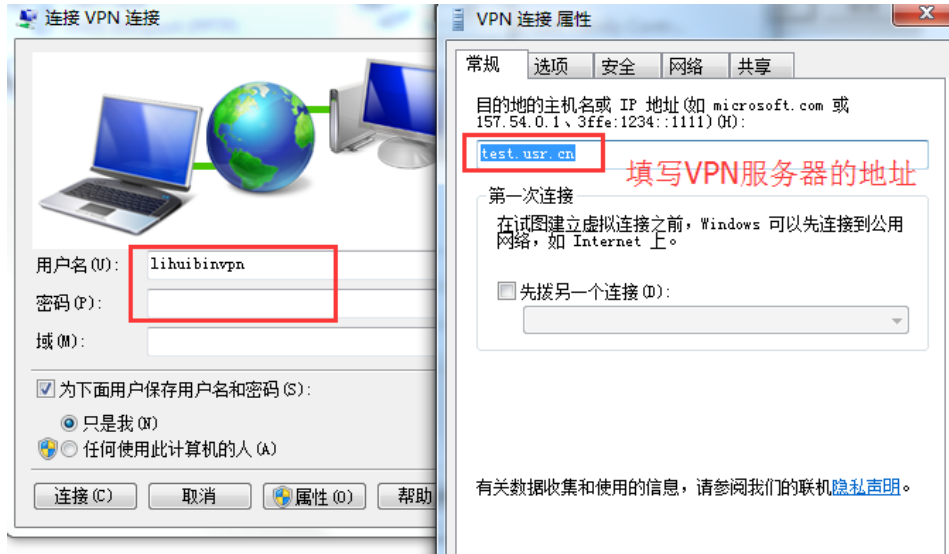 连接 VPN 连接
用户名(U):
lihuibinvpn
密码(P):
域(M):
为下面用户保存用户名和密码(S):
只是我(N)
任何使用此计算机的人(A)
连接(C)
取消
属性(O)
帮助
VPN 连接 属性
常规
选项
安全
网络
共享
目的地的主机名或 IP 地址(如 microsoft.com 或
157.54.0.1、3ffe:1234::1111)(H):
test.usr.cn
填写VPN服务器的地址
第一次连接
在试图建立虚拟连接之前，Windows 可以先连接到公用
网络，如 Internet 上。
先拨另一个连接(D):
有关数据收集和使用的信息，请参阅我们的联机隐私声明。